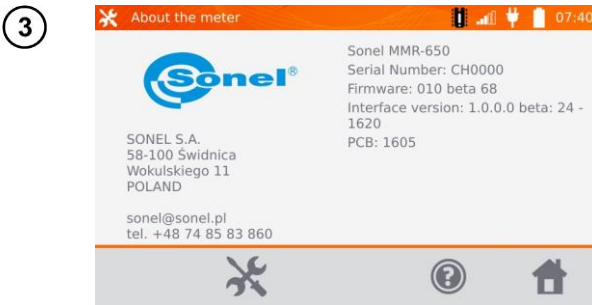 3
About the meter
07:40
Sonel®
SONEL S.A.
58-100 Świdnica
Wokulskiego 11
POLAND
sonel@sonel.pl
tel. +48 74 85 83 860
Sonel MMR-650
Serial Number: CH0000
Firmware: 010 beta 68
Interface version: 1.0.0.0 beta: 24 -
1620
PCB: 1605
?